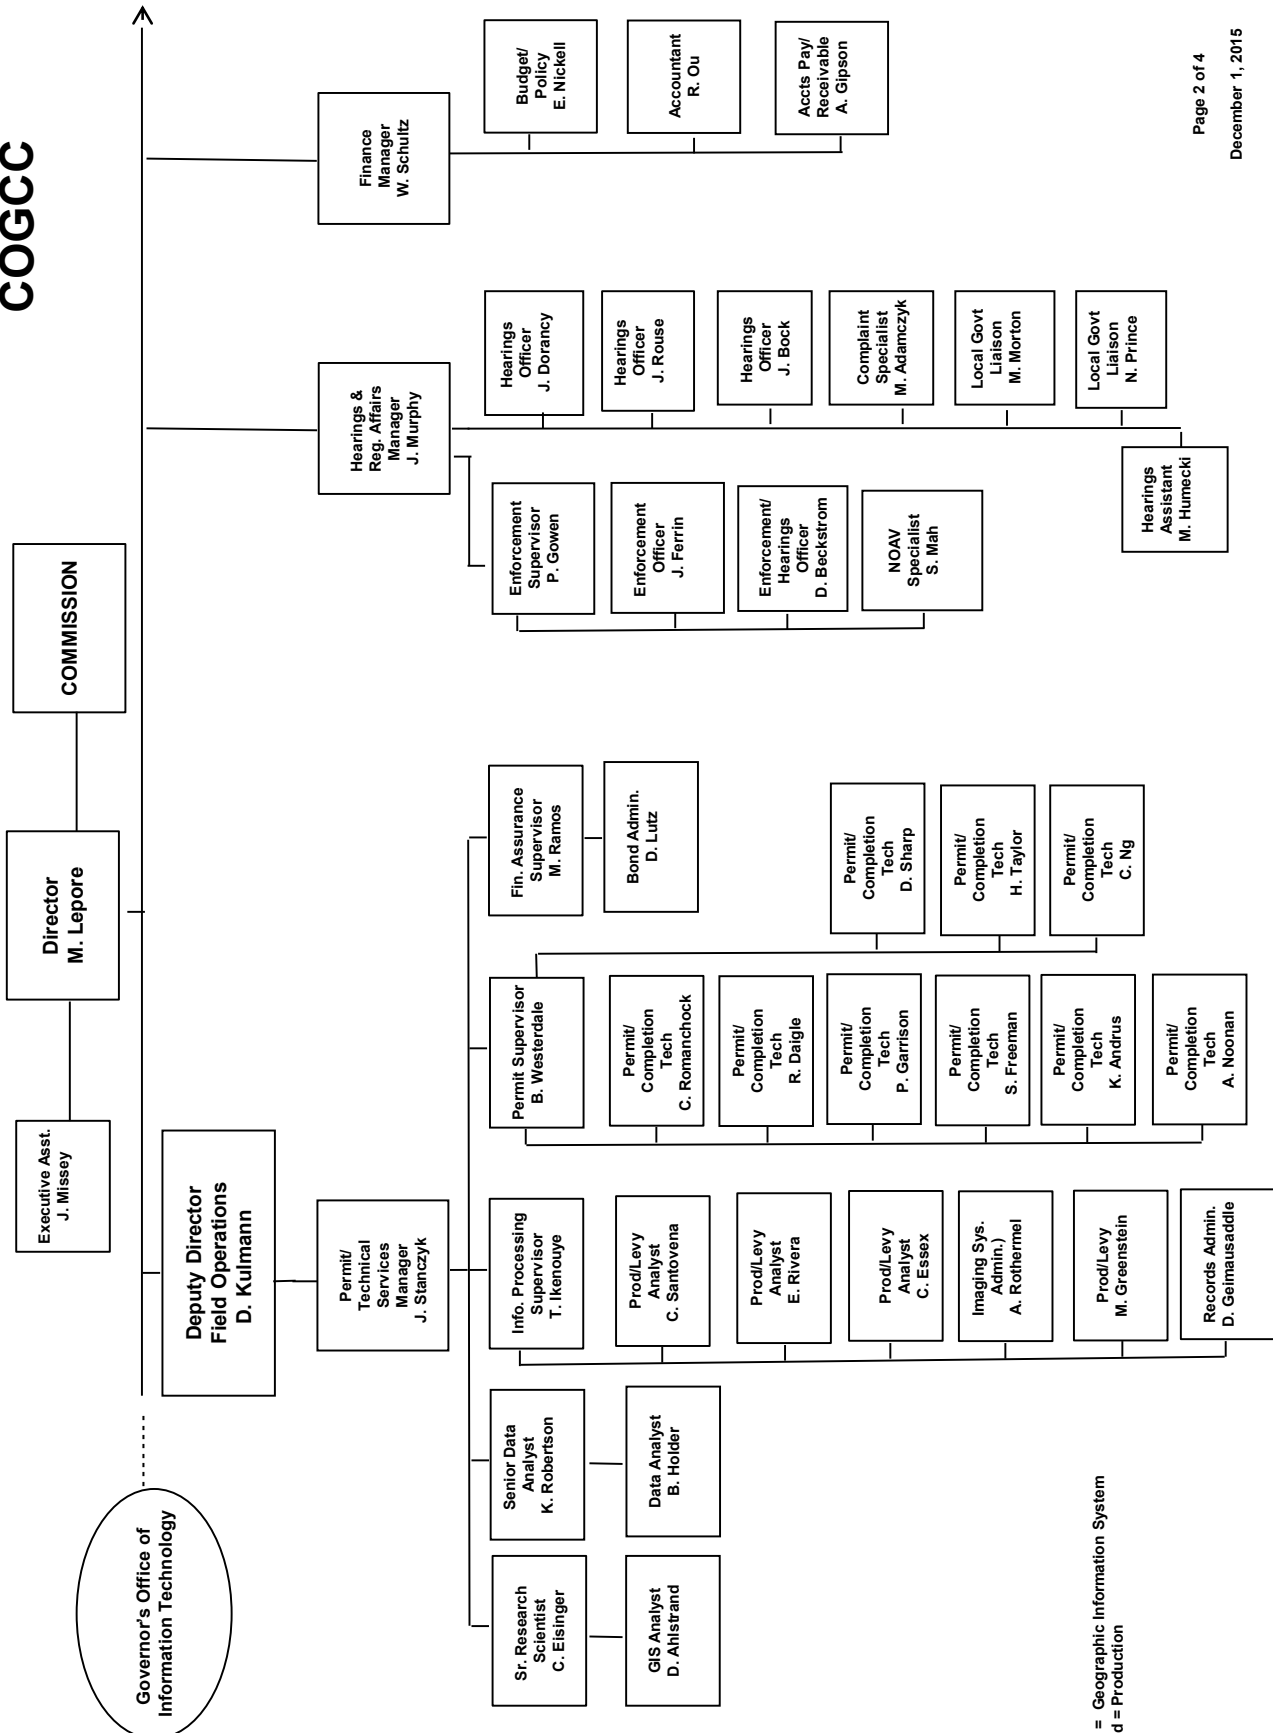 COGCC
COMMISSION
Director
M. Lepore
Executive Asst.
J. Missey
Governor's Office of
Information Technology
Deputy Director
Field Operations
D. Kulmann
Permit/
Technical
Services
Manager
J. Stanczyk
Hearings &
Reg. Affairs
Manager
J. Murphy
Finance
Manager
W. Schultz
Sr. Research
Scientist
C. Eisinger
GIS Analyst
D. Ahlstrand
Senior Data
Analyst
K. Robertson
Data Analyst
B. Holder
Info. Processing
Supervisor
T. Ikenouye
Prod/Levy
Analyst
C. Santovena
Prod/Levy
Analyst
E. Rivera
Prod/Levy
Analyst
C. Essex
Imaging Sys.
Admin.)
A. Rothermel
Prod/Levy
M. Greenstein
Records Admin.
D. Geimausaddle
Permit Supervisor
B. Westerdale
Permit/
Completion
Tech
C. Romanchock
Permit/
Completion
Tech
R. Daigle
Permit/
Completion
Tech
P. Garrison
Permit/
Completion
Tech
S. Freeman
Permit/
Completion
Tech
K. Andrus
Permit/
Completion
Tech
A. Noonan
Permit/
Completion
Tech
D. Sharp
Permit/
Completion
Tech
H. Taylor
Permit/
Completion
Tech
C. Ng
Fin. Assurance
Supervisor
M. Ramos
Bond Admin.
D. Lutz
Enforcement
Supervisor
P. Gowen
Enforcement
Officer
J. Ferrin
Enforcement/
Hearings
Officer
D. Beckstrom
NOAV
Specialist
S. Mah
Hearings
Officer
J. Dorancy
Hearings
Officer
J. Rouse
Hearings
Officer
J. Bock
Complaint
Specialist
M. Adamczyk
Local Govt
Liaison
M. Morton
Local Govt
Liaison
N. Prince
Hearings
Assistant
M. Humecki
Budget/
Policy
E. Nickell
Accountant
R. Ou
Accts Pay/
Receivable
A. Gipson
= Geographic Information System
d = Production
Page 2 of 4
December 1, 2015